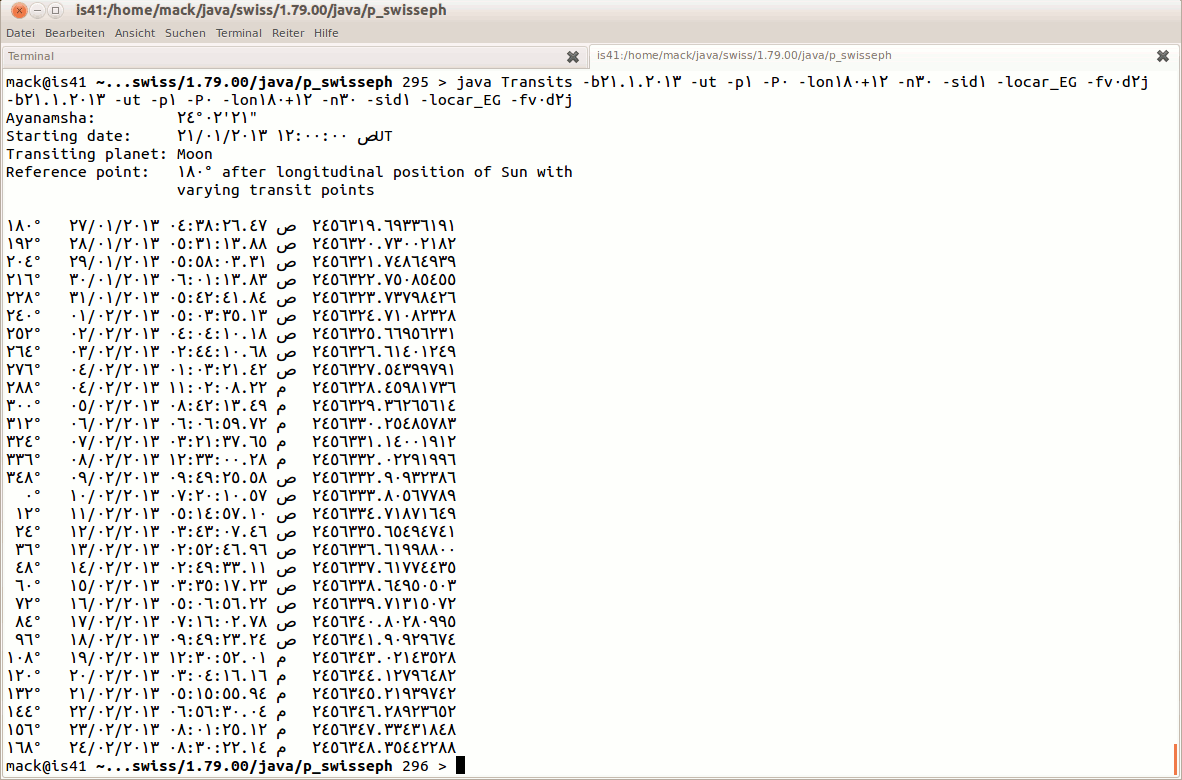 is41:/home/mack/java/swiss/1.79.00/java/p_swisseph
Datei Bearbeiten Ansicht Suchen Terminal Reiter Hilfe
Terminal is41:/home/mack/java/swiss/1.79.00/java/p_swisseph
mack@is41 ~...swiss/1.79.00/java/p_swisseph 295 > java Transits -b٢١.١.٢٠١٣ -ut -p١ -P٠ -lon١٨٠+١٢ -n٣٠ -sid١ -locar_EG -fv٠d٢j
-b٢١.١.٢٠١٣ -ut -p١ -P٠ -lon١٨٠+١٢ -n٣٠ -sid١ -locar_EG -fv٠d٢j
Ayanamsha: ٢٤°٠٢'٢١"
Starting date: ٢١/٠١/٢٠١٣ ١٢:٠٠:٠٠ ص UT
Transiting planet: Moon
Reference point: ١٨٠° after longitudinal position of Sun with
varying transit points
١٨٠° ٢٧/٠١/٢٠١٣ ٠٤:٣٨:٢٦.٤٧ ص ٢٤٥٦٣١٩.٦٩٣٣٦١٩١
١٩٢° ٢٨/٠١/٢٠١٣ ٠٥:٣١:١٣.٨٨ ص ٢٤٥٦٣٢٠.٧٣٠٠٢١٨٢
٢٠٤° ٢٩/٠١/٢٠١٣ ٠٥:٥٨:٠٣.٣١ ص ٢٤٥٦٣٢١.٧٤٨٦٤٩٣٩
٢١٦° ٣٠/٠١/٢٠١٣ ٠٦:٠١:١٣.٨٣ ص ٢٤٥٦٣٢٢.٧٥٠٨٥٤٥٥
٢٢٨° ٣١/٠١/٢٠١٣ ٠٥:٤٢:٤١.٨٤ ص ٢٤٥٦٣٢٣.٧٣٧٩٨٤٢٦
٢٤٠° ٠١/٠٢/٢٠١٣ ٠٥:٠٣:٣٥.١٣ ص ٢٤٥٦٣٢٤.٧١٠٨٢٣٢٨
٢٥٢° ٠٢/٠٢/٢٠١٣ ٠٤:٠٤:١٠.١٨ ص ٢٤٥٦٣٢٥.٦٦٩٥٦٢٣١
٢٦٤° ٠٣/٠٢/٢٠١٣ ٠٢:٤٤:١٠.٦٨ ص ٢٤٥٦٣٢٦.٦١٤٠١٢٤٩
٢٧٦° ٠٤/٠٢/٢٠١٣ ٠١:٠٣:٢١.٤٢ ص ٢٤٥٦٣٢٧.٥٤٣٩٩٧٩١
٢٨٨° ٠٤/٠٢/٢٠١٣ ١١:٠٢:٠٨.٢٢ م ٢٤٥٦٣٢٨.٤٥٩٨١٧٣٦
٣٠٠° ٠٥/٠٢/٢٠١٣ ٠٨:٤٢:١٣.٤٩ م ٢٤٥٦٣٢٩.٣٦٢٦٥٦١٤
٣١٢° ٠٦/٠٢/٢٠١٣ ٠٦:٠٦:٥٩.٧٢ م ٢٤٥٦٣٣٠.٢٥٤٨٥٧٨٣
٣٢٤° ٠٧/٠٢/٢٠١٣ ٠٣:٢١:٣٧.٦٥ م ٢٤٥٦٣٣١.١٤٠٠١٩١٢
٣٣٦° ٠٨/٠٢/٢٠١٣ ١٢:٣٣:٠٠.٢٨ م ٢٤٥٦٣٣٢.٠٢٢٩١٩٩٦
٣٤٨° ٠٩/٠٢/٢٠١٣ ٠٩:٤٩:٢٥.٥٨ ص ٢٤٥٦٣٣٢.٩٠٩٣٢٣٨٦
٠° ١٠/٠٢/٢٠١٣ ٠٧:٢٠:١٠.٥٧ ص ٢٤٥٦٣٣٣.٨٠٥٦٧٧٨٩
١٢° ١١/٠٢/٢٠١٣ ٠٥:١٤:٥٧.١٠ ص ٢٤٥٦٣٣٤.٧١٨٧١٦٤٩
٢٤° ١٢/٠٢/٢٠١٣ ٠٣:٤٣:٠٧.٤٦ ص ٢٤٥٦٣٣٥.٦٥٤٩٤٧٤١
٣٦° ١٣/٠٢/٢٠١٣ ٠٢:٥٢:٤٦.٩٦ ص ٢٤٥٦٣٣٦.٦١٩٩٨٨٠٠
٤٨° ١٤/٠٢/٢٠١٣ ٠٢:٤٩:٣٣.١١ ص ٢٤٥٦٣٣٧.٦١٧٧٤٤٣٥
٦٠° ١٥/٠٢/٢٠١٣ ٠٣:٣٥:١٧.٢٣ ص ٢٤٥٦٣٣٨.٦٤٩٥٠٥٠٣
٧٢° ١٦/٠٢/٢٠١٣ ٠٥:٠٦:٥٦.٢٢ ص ٢٤٥٦٣٣٩.٧١٣١٥٠٧٢
٨٤° ١٧/٠٢/٢٠١٣ ٠٧:١٦:٠٢.٧٨ ص ٢٤٥٦٣٤٠.٨٠٢٨٠٩٩٥
٩٦° ١٨/٠٢/٢٠١٣ ٠٩:٤٩:٢٣.٢٤ ص ٢٤٥٦٣٤١.٩٠٩٢٩٦٧٤
١٠٨° ١٩/٠٢/٢٠١٣ ١٢:٣٠:٥٢.٠١ م ٢٤٥٦٣٤٣.٠٢١٤٣٥٢٨
١٢٠° ٢٠/٠٢/٢٠١٣ ٠٣:٠٤:١٦.١٦ م ٢٤٥٦٣٤٤.١٢٧٩٦٤٨٢
١٣٢° ٢١/٠٢/٢٠١٣ ٠٥:١٥:٥٥.٩٤ م ٢٤٥٦٣٤٥.٢١٩٣٩٧٤٢
١٤٤° ٢٢/٠٢/٢٠١٣ ٠٦:٥٦:٣٠.٠٤ م ٢٤٥٦٣٤٦.٢٨٩٢٣٦٥٢
١٥٦° ٢٣/٠٢/٢٠١٣ ٠٨:٠١:٢٥.١٢ م ٢٤٥٦٣٤٧.٣٣٤٣١٨٤٨
١٦٨° ٢٤/٠٢/٢٠١٣ ٠٨:٣٠:٢٢.١٤ م ٢٤٥٦٣٤٨.٣٥٤٤٢٢٨٨
mack@is41 ~...swiss/1.79.00/java/p_swisseph 296 >